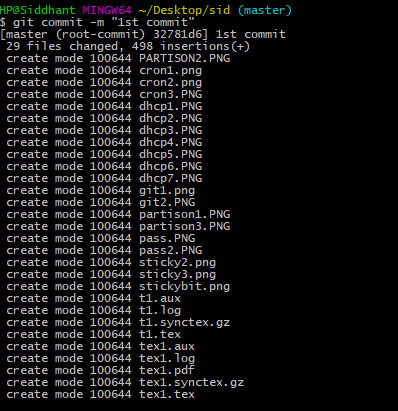 HP@Siddhant MINGW64 ~/Desktop/sid (master)
$ git commit -m "1st commit"
[master (root-commit) 32781d6] 1st commit
 29 files changed, 498 insertions(+)
 create mode 100644 PARTISON2.PNG
 create mode 100644 cron1.png
 create mode 100644 cron2.png
 create mode 100644 cron3.PNG
 create mode 100644 dhcp1.PNG
 create mode 100644 dhcp2.PNG
 create mode 100644 dhcp3.PNG
 create mode 100644 dhcp4.PNG
 create mode 100644 dhcp5.PNG
 create mode 100644 dhcp6.PNG
 create mode 100644 dhcp7.PNG
 create mode 100644 git1.png
 create mode 100644 git2.PNG
 create mode 100644 partison1.PNG
 create mode 100644 partison3.PNG
 create mode 100644 pass.PNG
 create mode 100644 pass2.PNG
 create mode 100644 sticky2.png
 create mode 100644 sticky3.png
 create mode 100644 stickybit.png
 create mode 100644 t1.aux
 create mode 100644 t1.log
 create mode 100644 t1.synctex.gz
 create mode 100644 t1.tex
 create mode 100644 tex1.aux
 create mode 100644 tex1.log
 create mode 100644 tex1.pdf
 create mode 100644 tex1.synctex.gz
 create mode 100644 tex1.tex